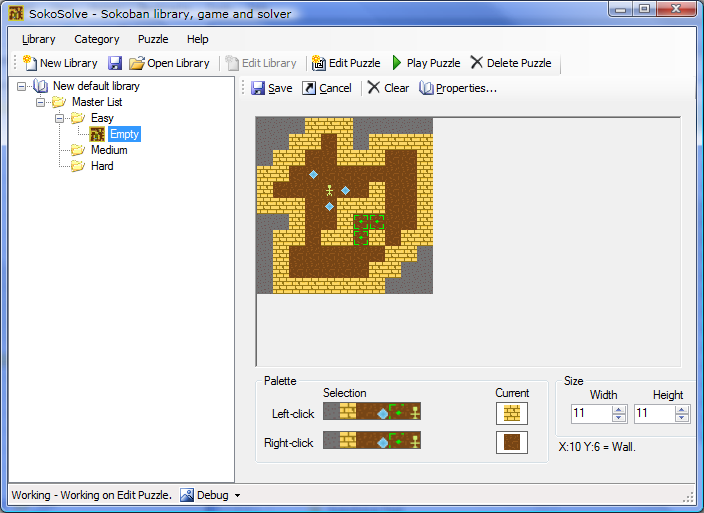 SokoSolve - Sokoban library, game and solver
Library Category Puzzle Help
New Library Open Library Edit Library Edit Puzzle Play Puzzle Delete Puzzle
New default library
Master List
Easy
Empty
Medium
Hard
Save Cancel Clear Properties...
Palette
Selection Current
Left-click
Right-click
Size
Width Height
11 11
X:10 Y:6 = Wall.
Working - Working on Edit Puzzle. Debug